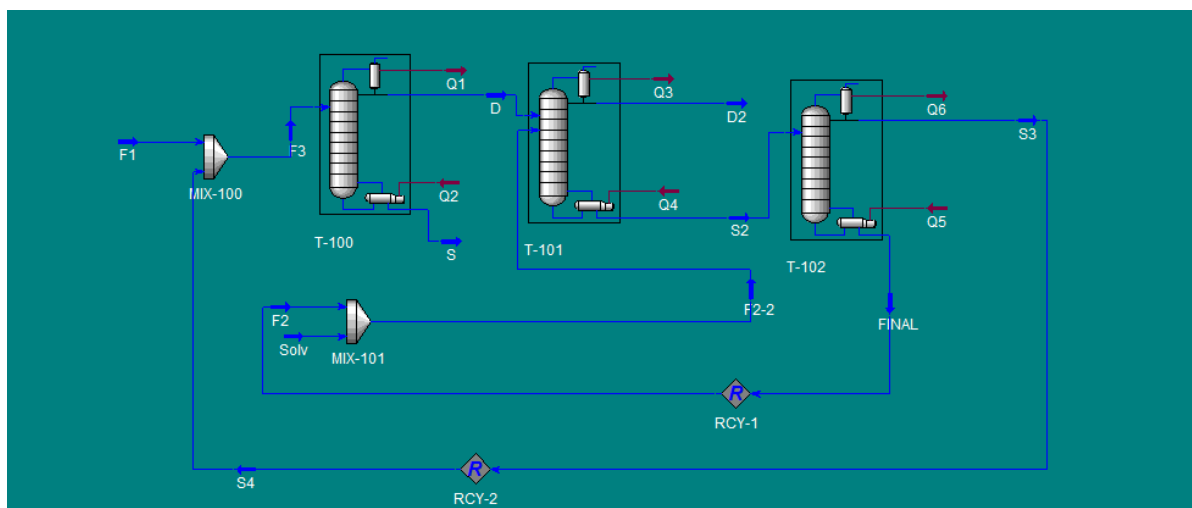 F1
MIX-100
F3
T-100
Q1
D
Q2
S
T-101
Q3
D2
Q4
S2
T-102
Q6
S3
Q5
FINAL
F2
Solv
MIX-101
F2-2
R
RCY-1
S4
R
RCY-2